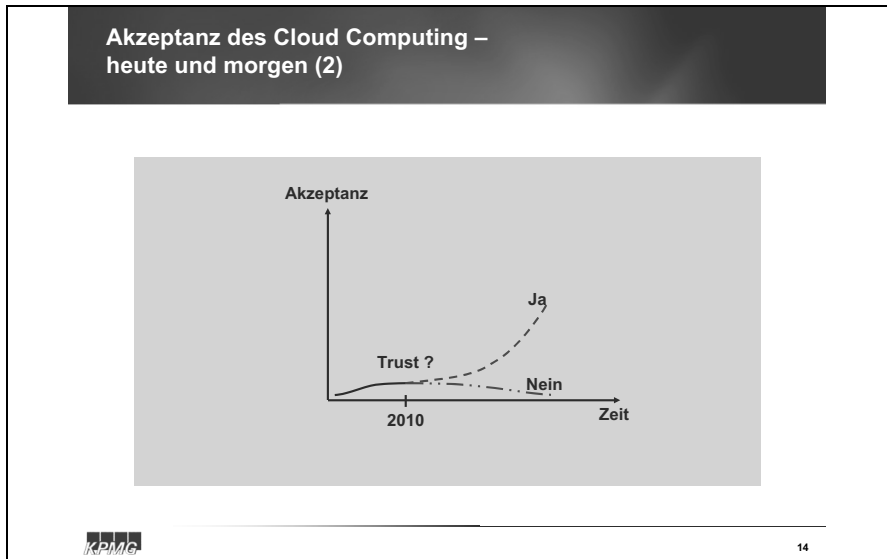 Akzeptanz des Cloud Computing –
heute und morgen (2)
Akzeptanz
Ja
Trust ?
Nein
2010
Zeit
KPMG
14